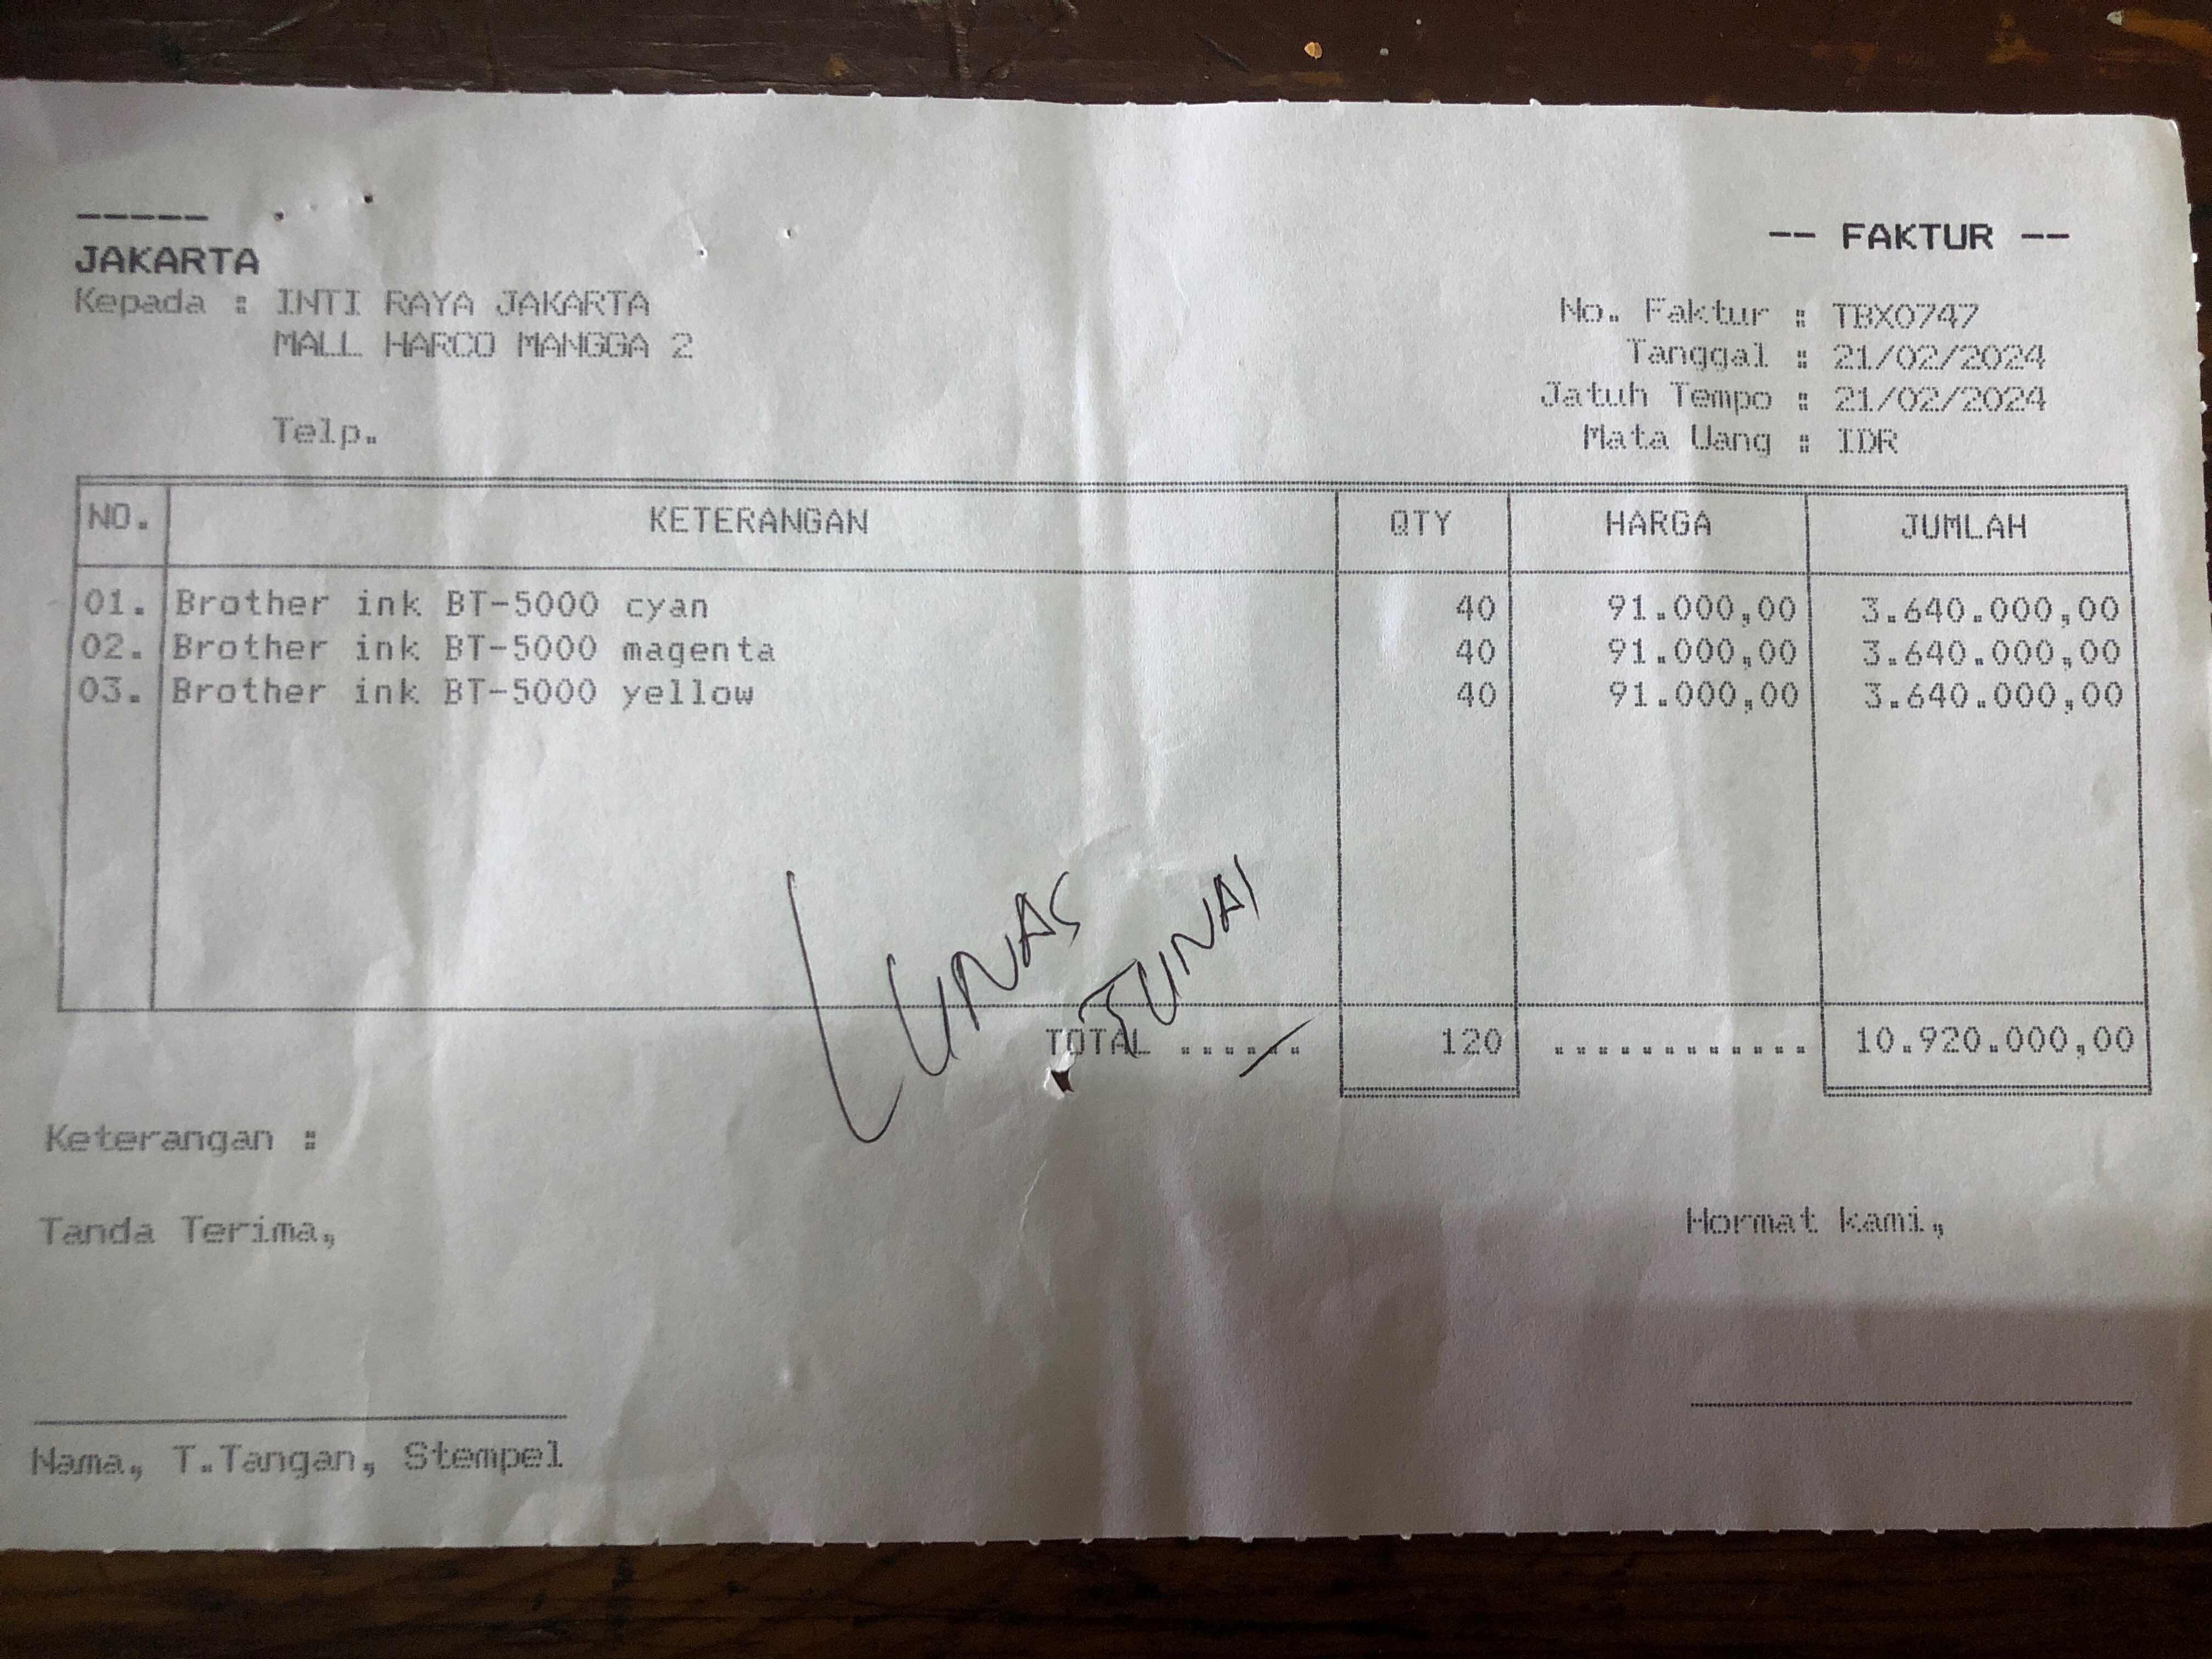 -----
JAKARTA
-- FAKTUR --
Kepada : INTI RAYA JAKARTA
MALL HARCO MANGGA 2
Telp.
No. Faktur : TBX0747
Tanggal : 21/02/2024
Jatuh Tempo : 21/02/2024
Mata Uang : IDR
NO. KETERANGAN QTY HARGA JUMLAH
01. Brother ink BT-5000 cyan 40 91.000,00 3.640.000,00
02. Brother ink BT-5000 magenta 40 91.000,00 3.640.000,00
03. Brother ink BT-5000 yellow 40 91.000,00 3.640.000,00
LUNAS
TUNAI
TOTAL ...... 120 ............ 10.920.000,00
Keterangan :
Tanda Terima,
Hormat kami,
Nama, T.Tangan, Stempel